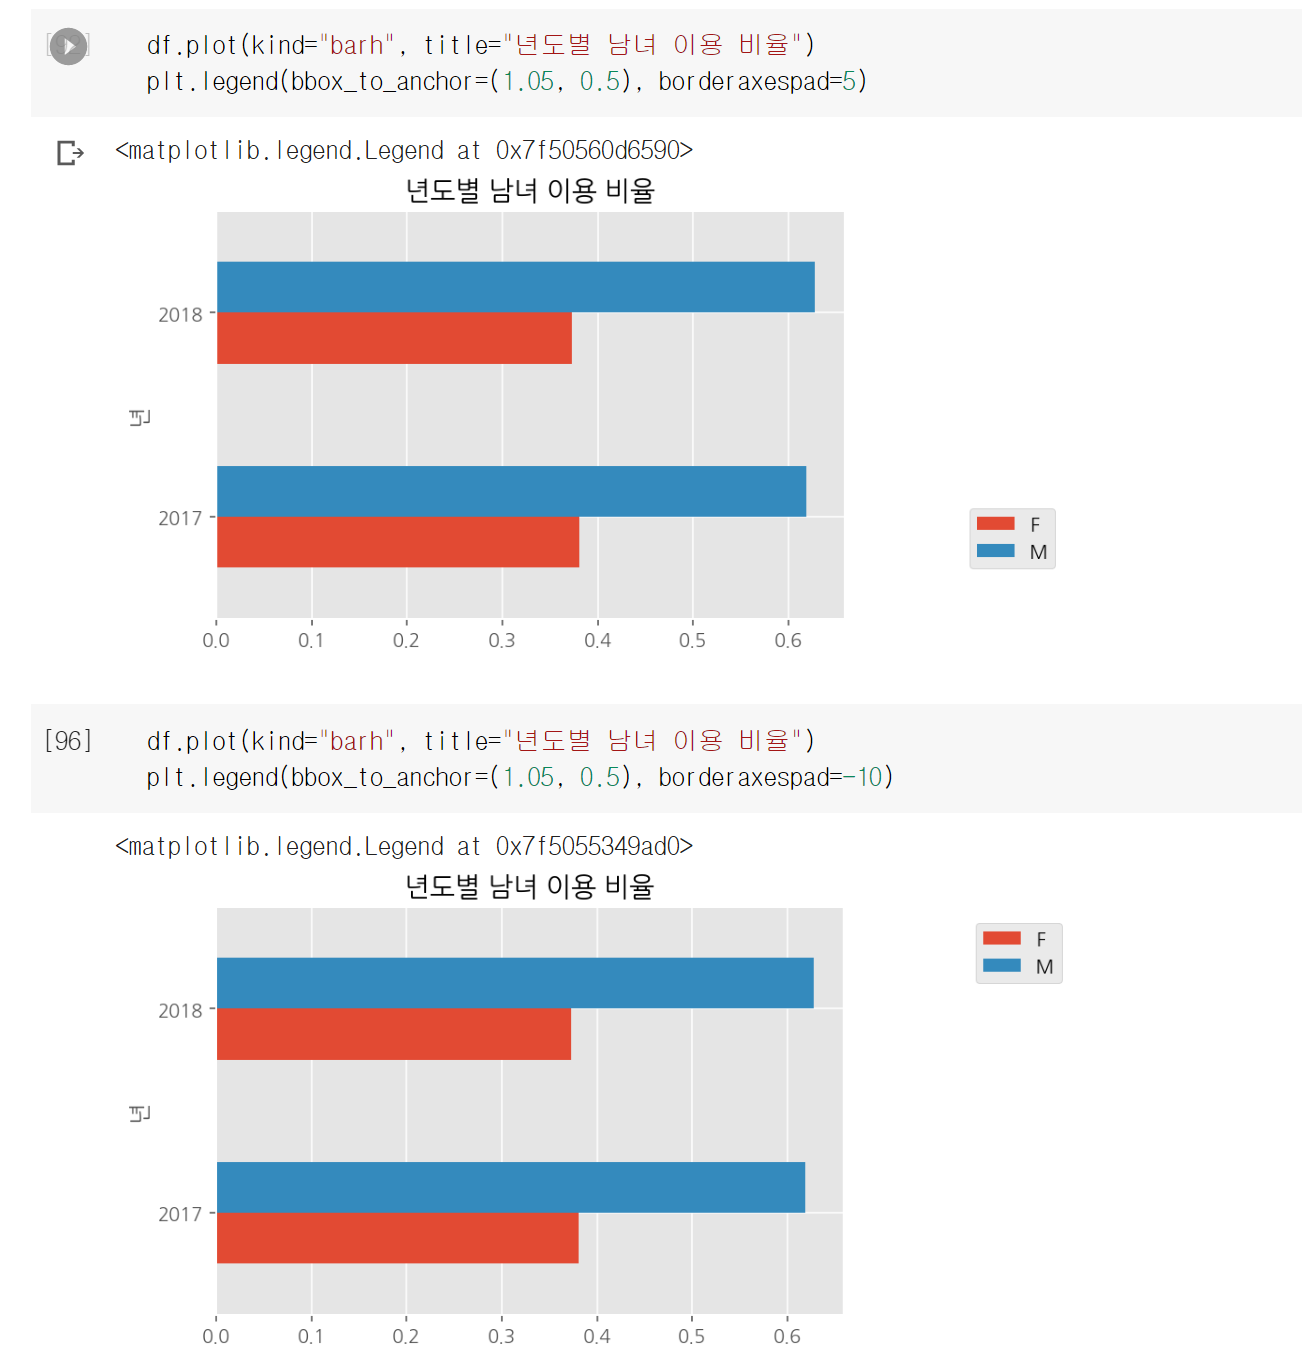 df.plot(kind="barh", title="년도별 남녀 이용 비율")
plt.legend(bbox_to_anchor=(1.05, 0.5), borderaxespad=5)
<matplotlib.legend.Legend at 0x7f50560d6590>
년도별 남녀 이용 비율
2018
년
2017
F
M
0.0 0.1 0.2 0.3 0.4 0.5 0.6
[96] df.plot(kind="barh", title="년도별 남녀 이용 비율")
plt.legend(bbox_to_anchor=(1.05, 0.5), borderaxespad=-10)
<matplotlib.legend.Legend at 0x7f5055349ad0>
년도별 남녀 이용 비율
F
M
2018
년
2017
0.0 0.1 0.2 0.3 0.4 0.5 0.6